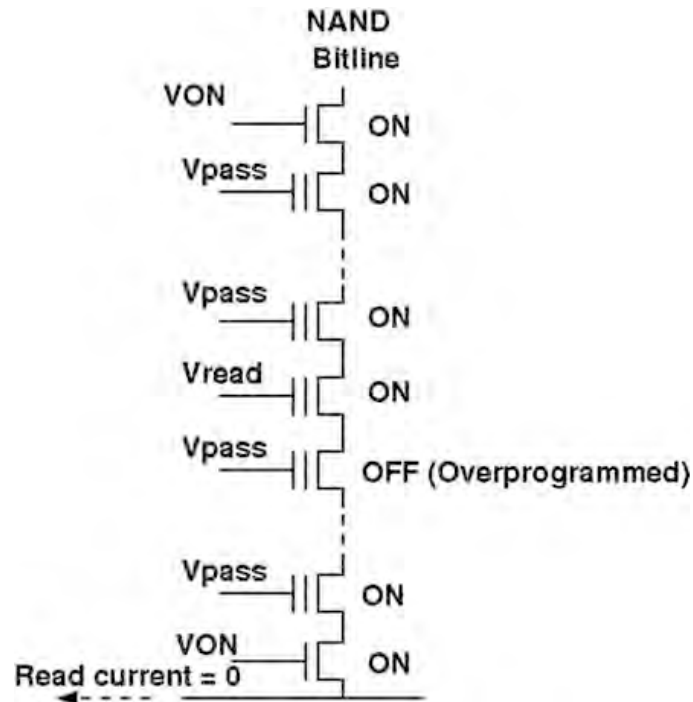 NAND
Bitline
VON
ON
Vpass
ON
Vpass
ON
Vread
ON
Vpass
OFF (Overprogrammed)
Vpass
ON
VON
ON
Read current = 0